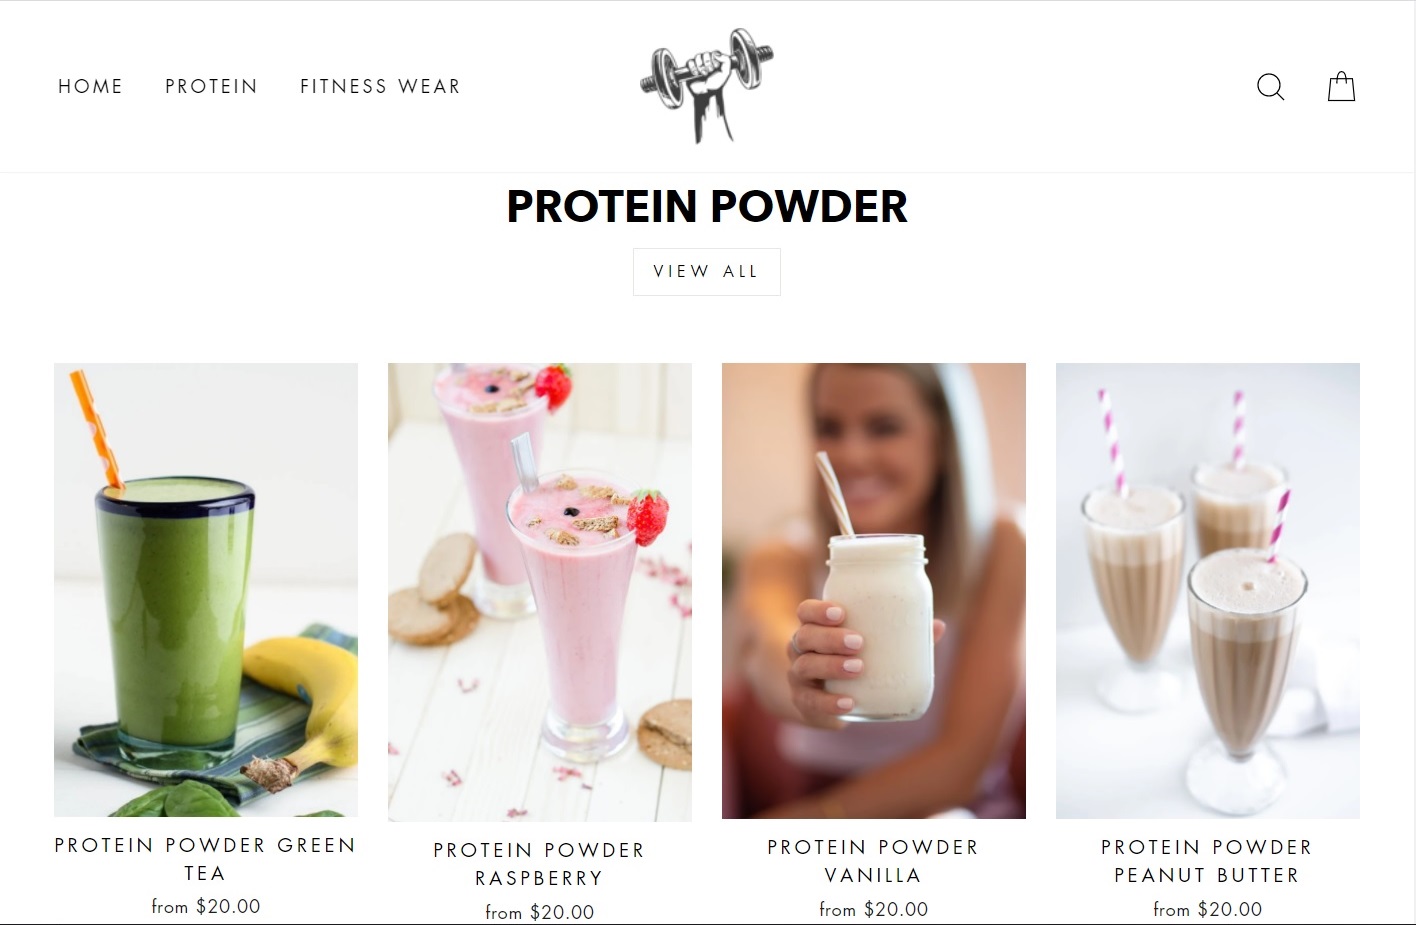 HOME
PROTEIN
FITNESS WEAR
PROTEIN POWDER
VIEW ALL
PROTEIN POWDER GREEN
TEA
from $20.00
PROTEIN POWDER
RASPBERRY
from $20.00
PROTEIN POWDER
VANILLA
from $20.00
PROTEIN POWDER
PEANUT BUTTER
from $20.00